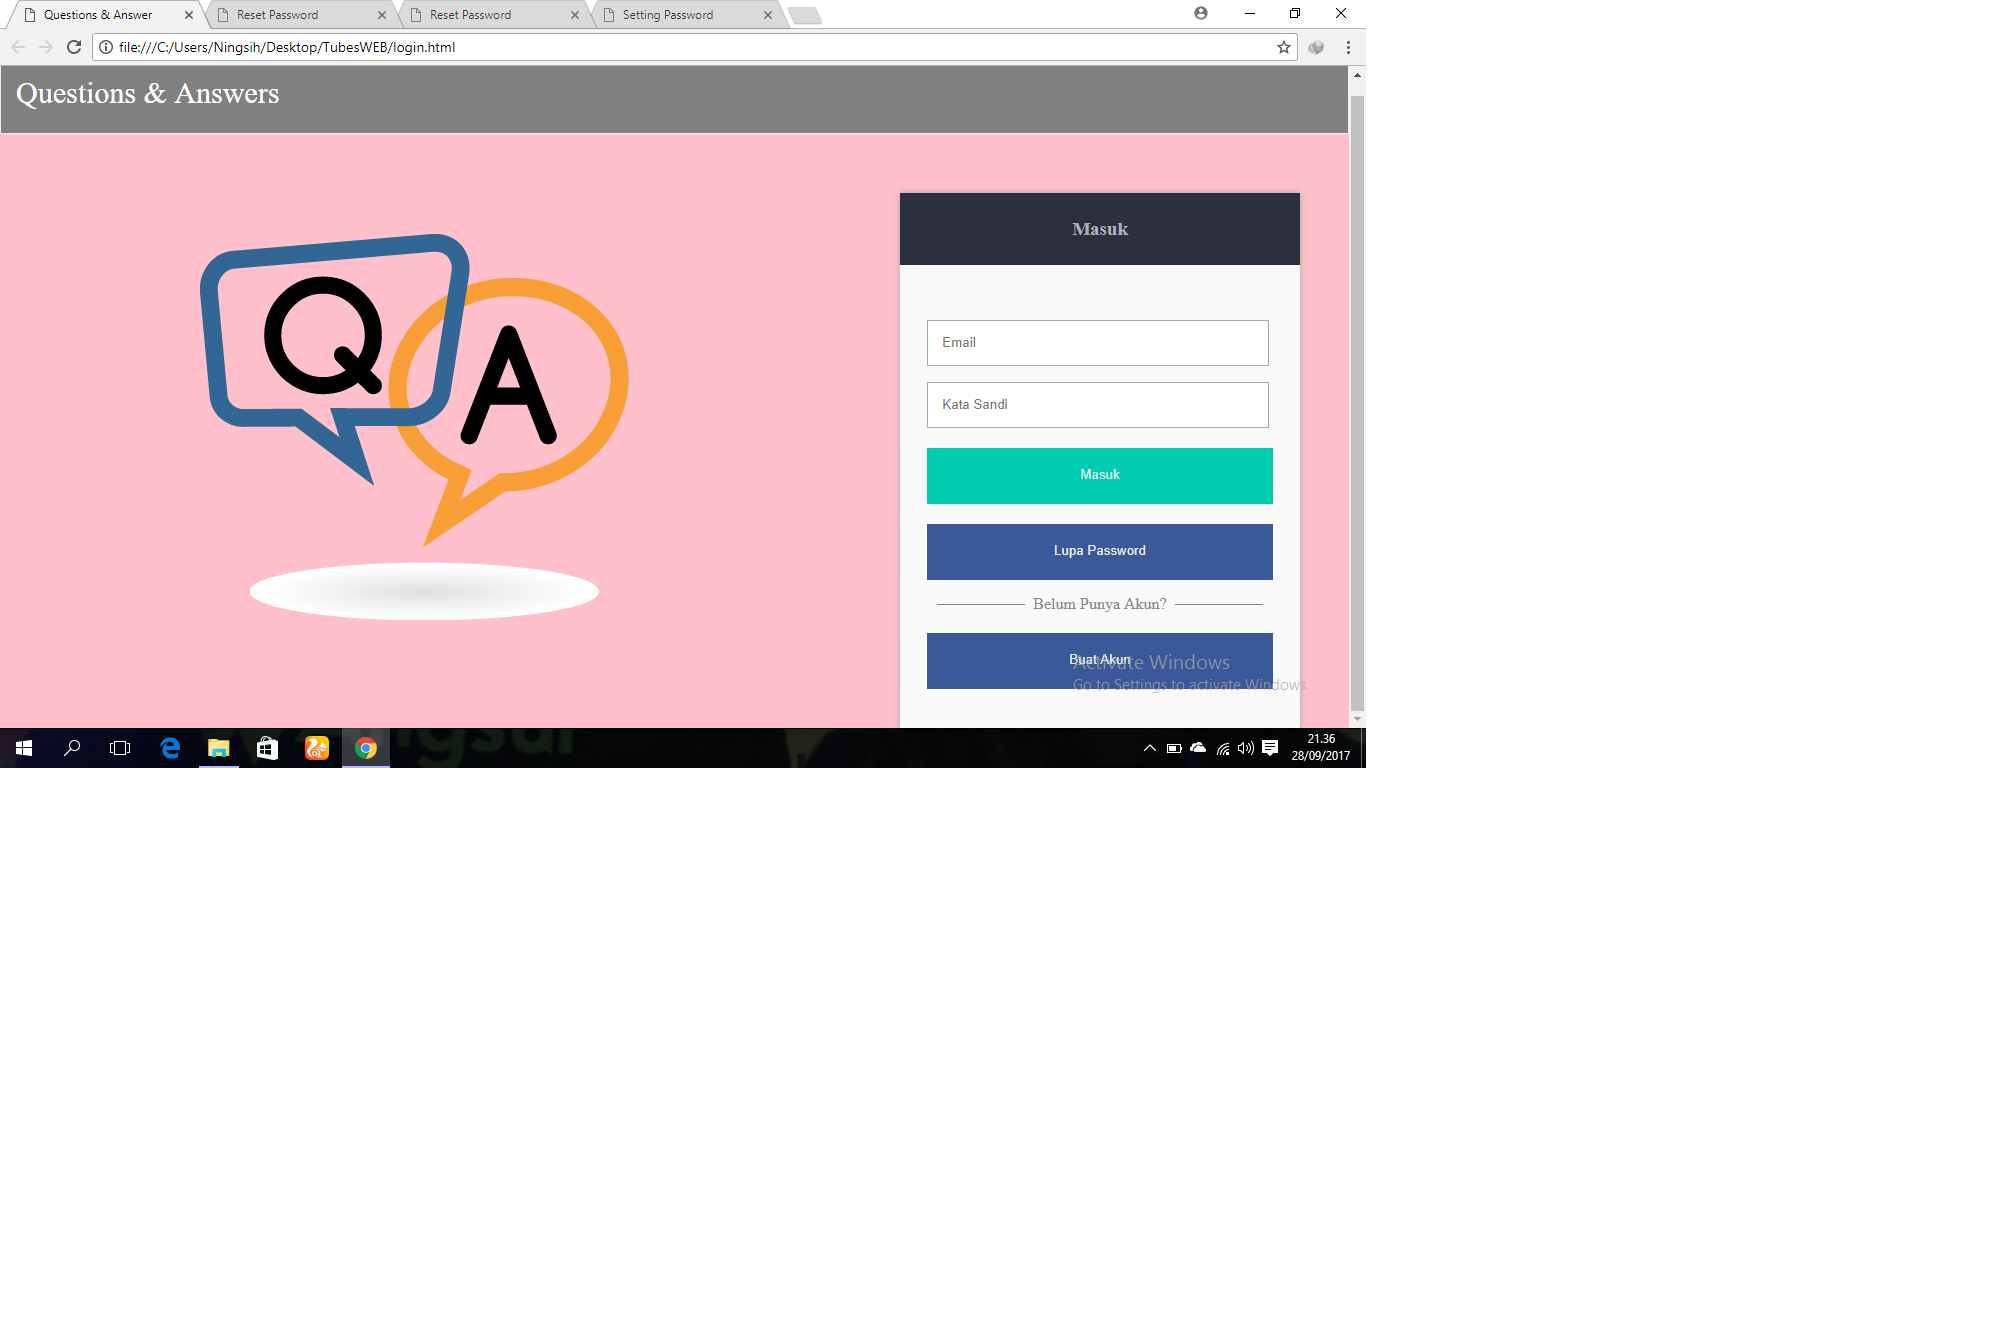 Questions & Answer
Reset Password
Reset Password
Setting Password
file:///C:/Users/Ningsih/Desktop/TubesWEB/login.html
Questions & Answers
Q
A
Masuk
Email
Kata Sandi
Masuk
Lupa Password
Belum Punya Akun?
Buat Akun
Activate Windows
Go to Settings to activate Windows.
21.36
28/09/2017